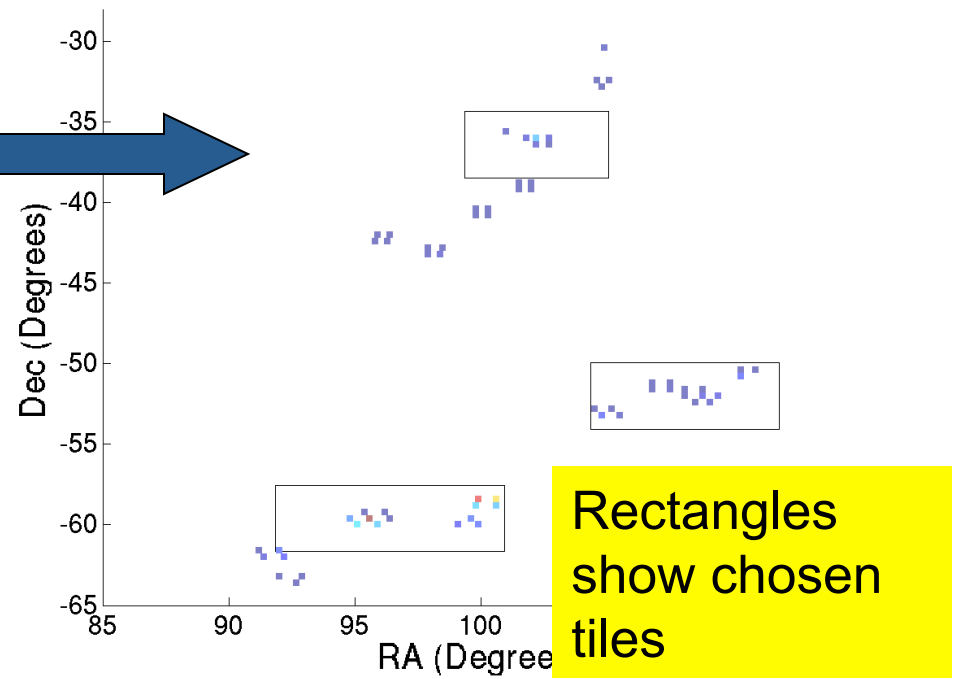 -30
-35
-40
-45
-50
-55
-60
-65
Dec (Degrees)
85 90 95 100
RA (Degree
Rectangles
show chosen
tiles